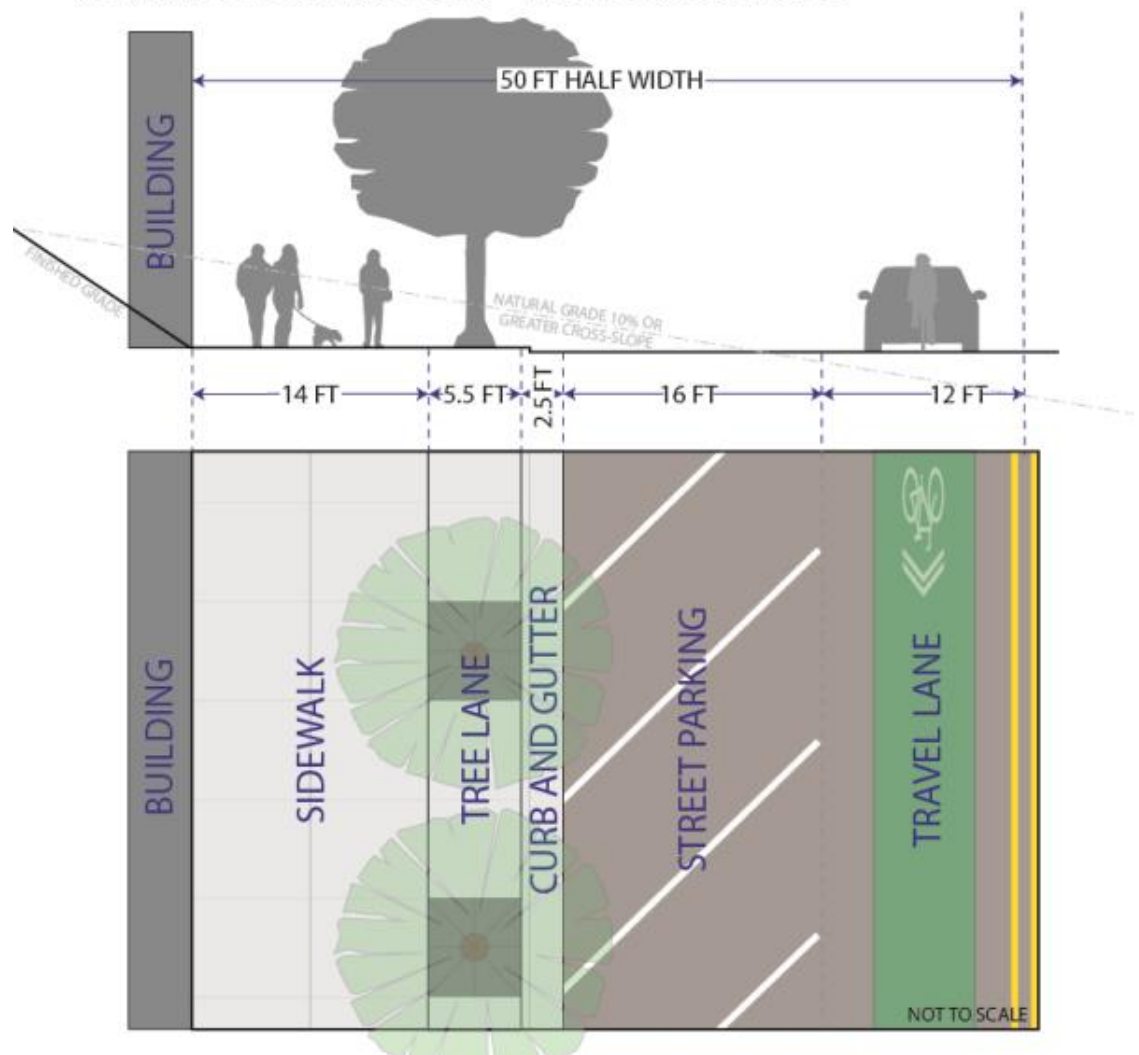 50 FT HALF WIDTH
BUILDING
FINISHED GRADE
NATURAL GRADE 10% OR
GREATER CROSS-SLOPE
14 FT
5.5 FT
2.5 FT
16 FT
12 FT
BUILDING
SIDEWALK
TREE LANE
CURB AND GUTTER
STREET PARKING
TRAVEL LANE
NOT TO SCALE